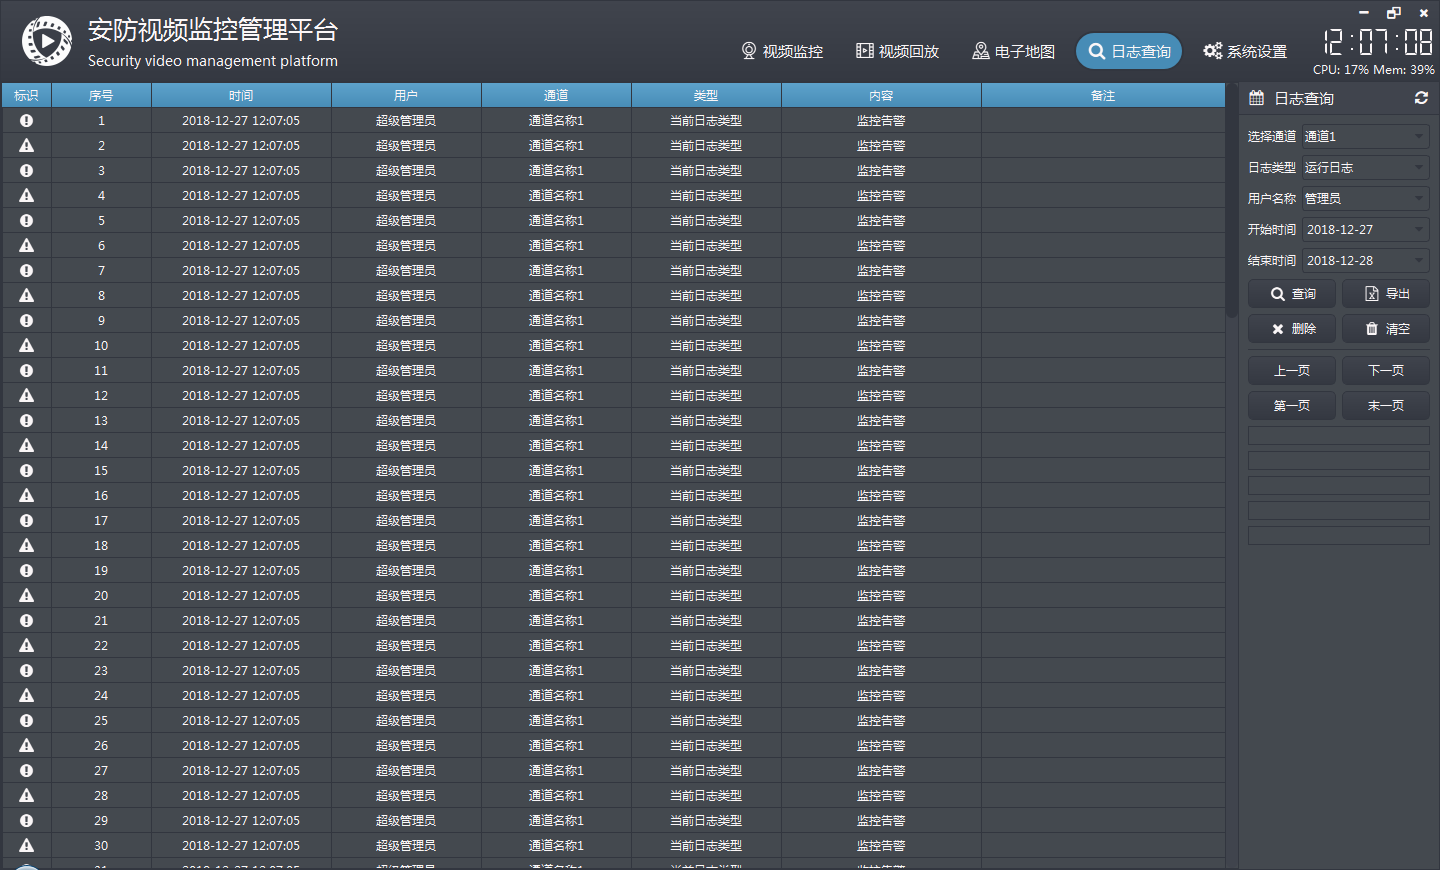 安防视频监控管理平台
Security video management platform
视频监控 视频回放 电子地图 日志查询 系统设置
12:07:08
CPU: 17% Mem: 39%
标识 序号 时间 用户 通道 类型 内容 备注
1 2018-12-27 12:07:05 超级管理员 通道名称1 当前日志类型 监控告警
2 2018-12-27 12:07:05 超级管理员 通道名称1 当前日志类型 监控告警
3 2018-12-27 12:07:05 超级管理员 通道名称1 当前日志类型 监控告警
4 2018-12-27 12:07:05 超级管理员 通道名称1 当前日志类型 监控告警
5 2018-12-27 12:07:05 超级管理员 通道名称1 当前日志类型 监控告警
6 2018-12-27 12:07:05 超级管理员 通道名称1 当前日志类型 监控告警
7 2018-12-27 12:07:05 超级管理员 通道名称1 当前日志类型 监控告警
8 2018-12-27 12:07:05 超级管理员 通道名称1 当前日志类型 监控告警
9 2018-12-27 12:07:05 超级管理员 通道名称1 当前日志类型 监控告警
10 2018-12-27 12:07:05 超级管理员 通道名称1 当前日志类型 监控告警
11 2018-12-27 12:07:05 超级管理员 通道名称1 当前日志类型 监控告警
12 2018-12-27 12:07:05 超级管理员 通道名称1 当前日志类型 监控告警
13 2018-12-27 12:07:05 超级管理员 通道名称1 当前日志类型 监控告警
14 2018-12-27 12:07:05 超级管理员 通道名称1 当前日志类型 监控告警
15 2018-12-27 12:07:05 超级管理员 通道名称1 当前日志类型 监控告警
16 2018-12-27 12:07:05 超级管理员 通道名称1 当前日志类型 监控告警
17 2018-12-27 12:07:05 超级管理员 通道名称1 当前日志类型 监控告警
18 2018-12-27 12:07:05 超级管理员 通道名称1 当前日志类型 监控告警
19 2018-12-27 12:07:05 超级管理员 通道名称1 当前日志类型 监控告警
20 2018-12-27 12:07:05 超级管理员 通道名称1 当前日志类型 监控告警
21 2018-12-27 12:07:05 超级管理员 通道名称1 当前日志类型 监控告警
22 2018-12-27 12:07:05 超级管理员 通道名称1 当前日志类型 监控告警
23 2018-12-27 12:07:05 超级管理员 通道名称1 当前日志类型 监控告警
24 2018-12-27 12:07:05 超级管理员 通道名称1 当前日志类型 监控告警
25 2018-12-27 12:07:05 超级管理员 通道名称1 当前日志类型 监控告警
26 2018-12-27 12:07:05 超级管理员 通道名称1 当前日志类型 监控告警
27 2018-12-27 12:07:05 超级管理员 通道名称1 当前日志类型 监控告警
28 2018-12-27 12:07:05 超级管理员 通道名称1 当前日志类型 监控告警
29 2018-12-27 12:07:05 超级管理员 通道名称1 当前日志类型 监控告警
30 2018-12-27 12:07:05 超级管理员 通道名称1 当前日志类型 监控告警
日志查询
选择通道 通道1
日志类型 运行日志
用户名称 管理员
开始时间 2018-12-27
结束时间 2018-12-28
查询 导出
删除 清空
上一页 下一页
第一页 末一页